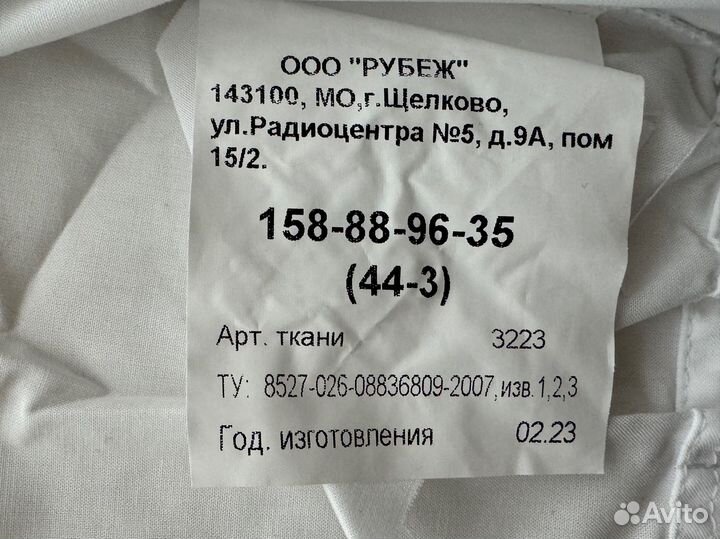 ООО "РУБЕЖ"
143100, МО,г.Щелково,
ул.Радиоцентра №5, д.9А, пом
15/2.
158-88-96-35
(44-3)
Арт. ткани 3223
ТУ: 8527-026-08836809-2007, изв.1,2,3
Год. изготовления 02.23
Avito